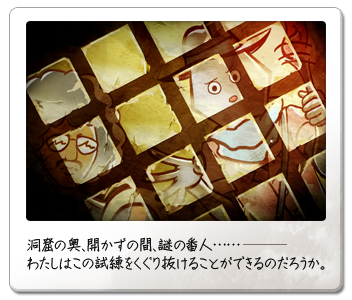 洞窟の奥、開かずの間、謎の番人……───
わたしはこの試練をくぐり抜けることができるのだろうか。